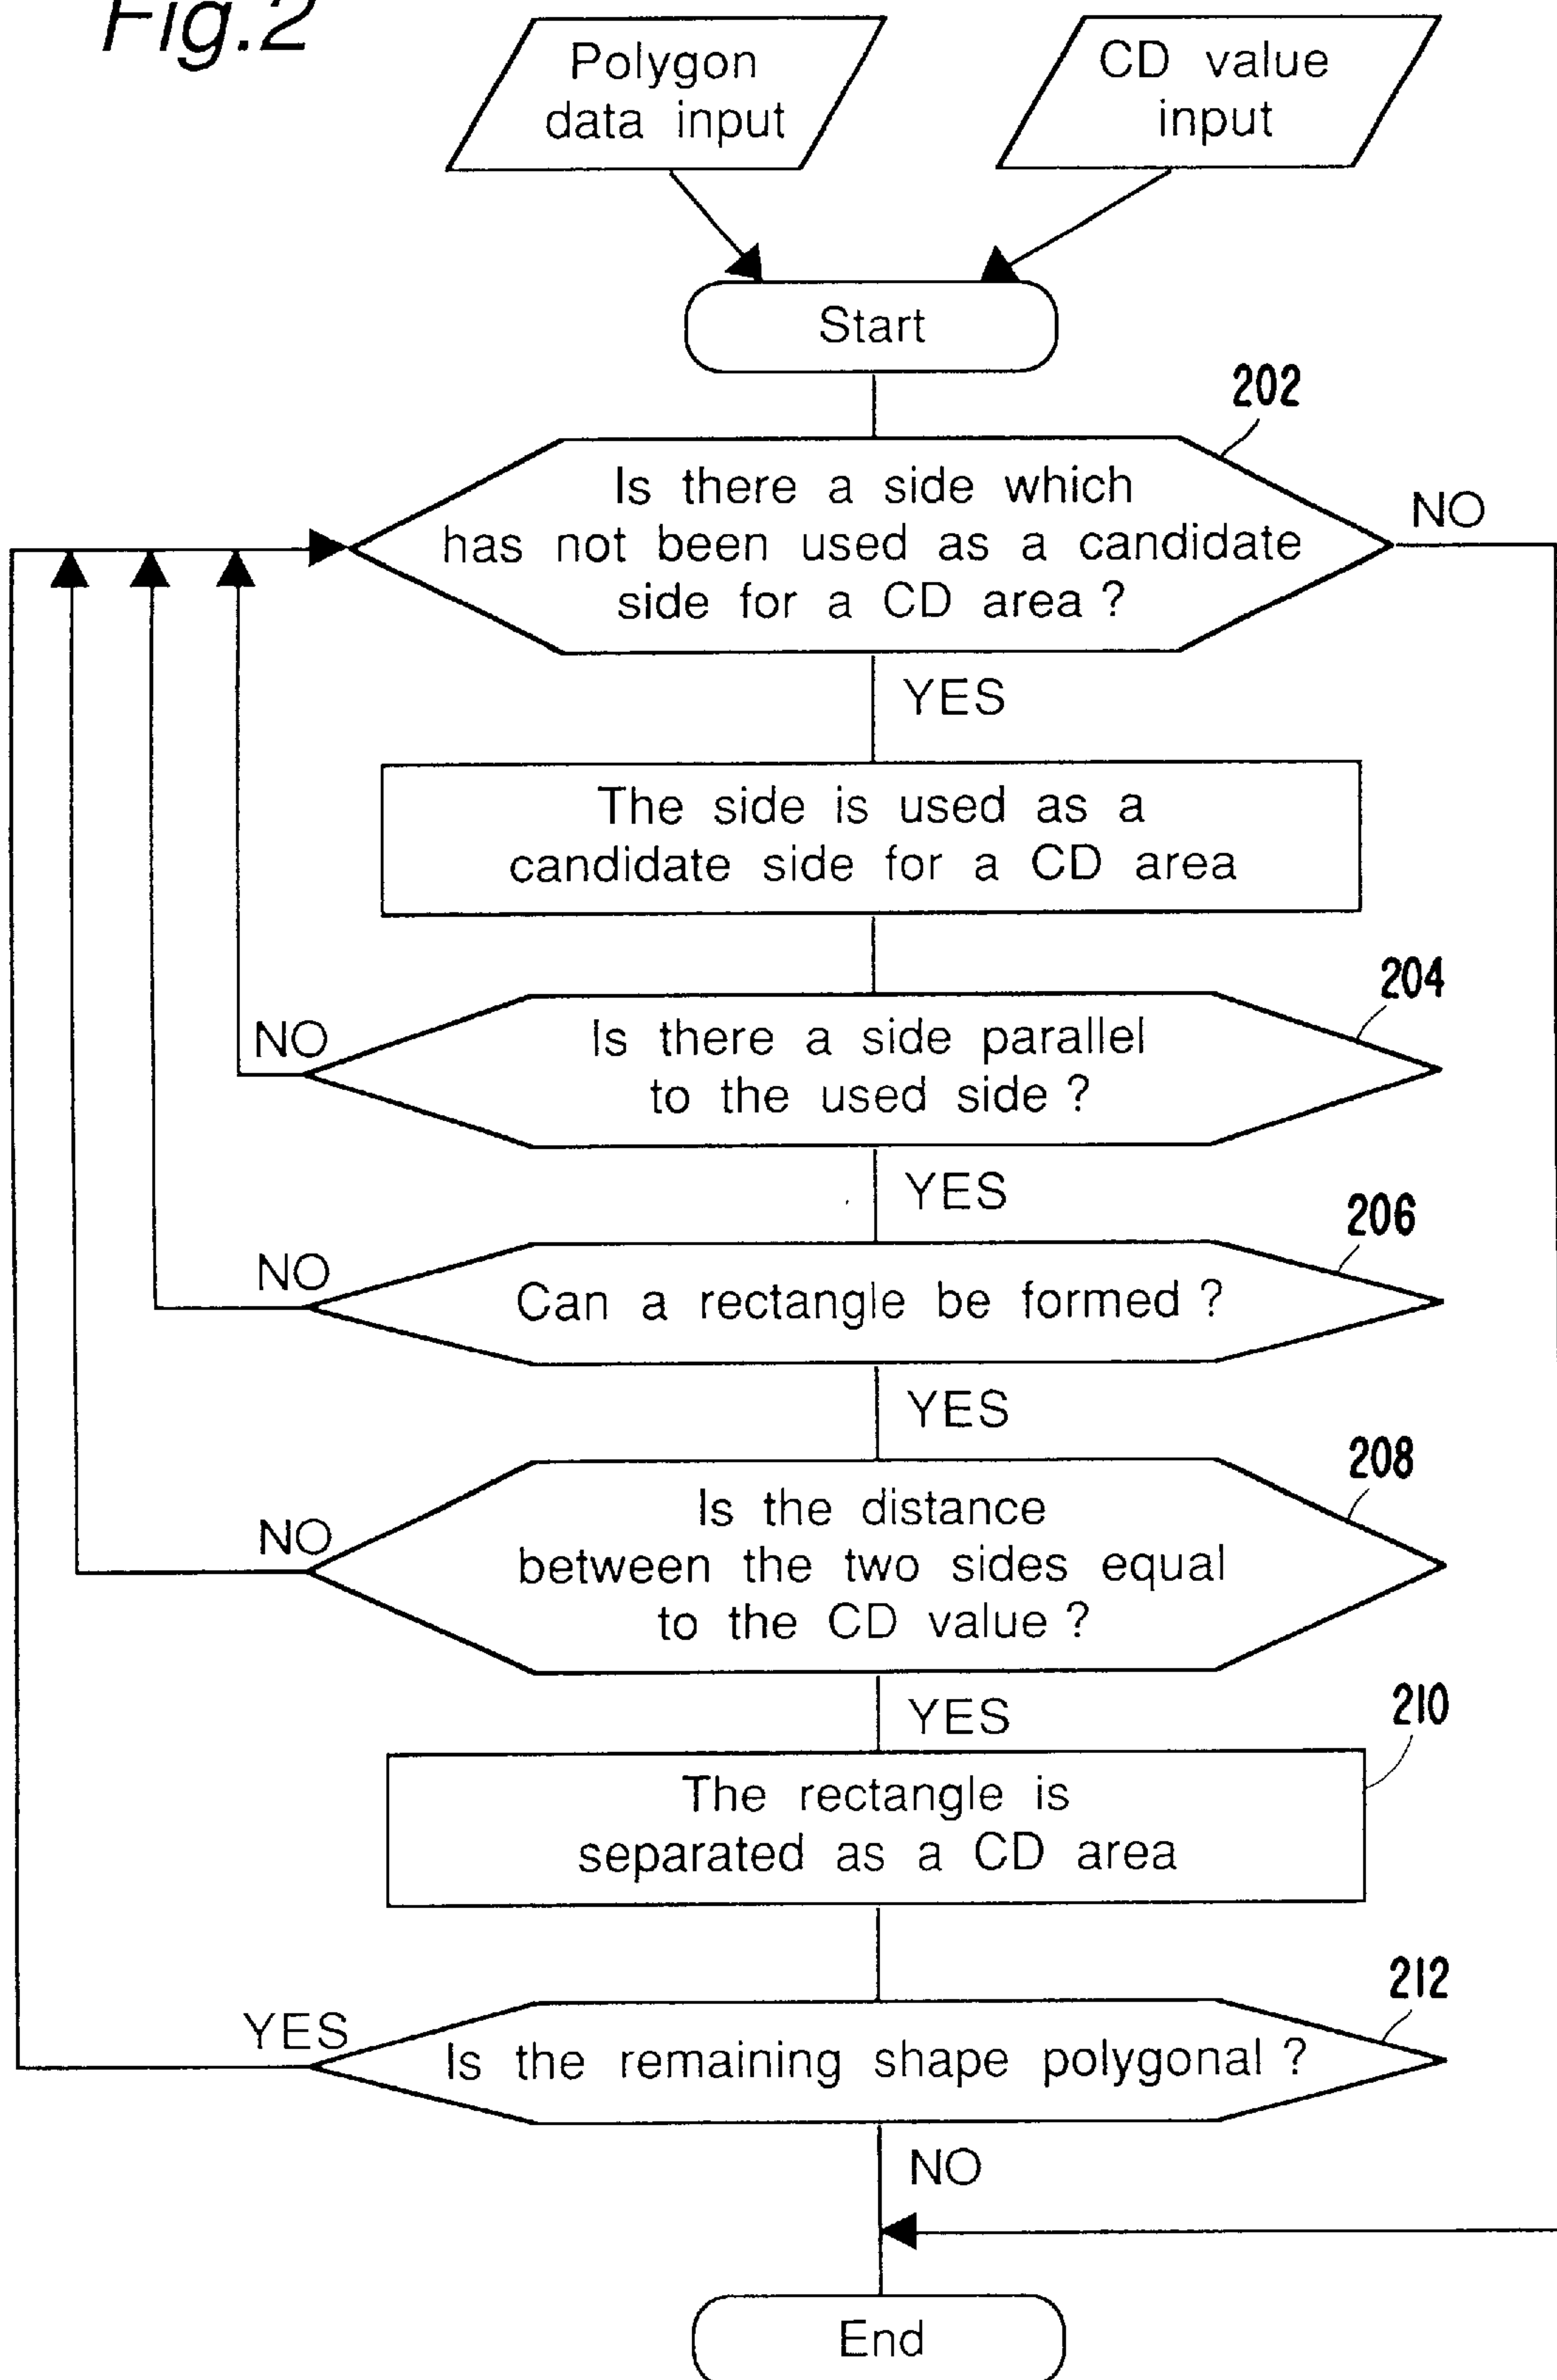 Fig.2
Polygon
data input
CD value
input
Start
202
Is there a side which
has not been used as a candidate
side for a CD area ?
NO
YES
The side is used as a
candidate side for a CD area
204
NO
Is there a side parallel
to the used side ?
YES
206
NO
Can a rectangle be formed ?
YES
208
NO
Is the distance
between the two sides equal
to the CD value ?
YES
210
The rectangle is
separated as a CD area
212
YES
Is the remaining shape polygonal ?
NO
End